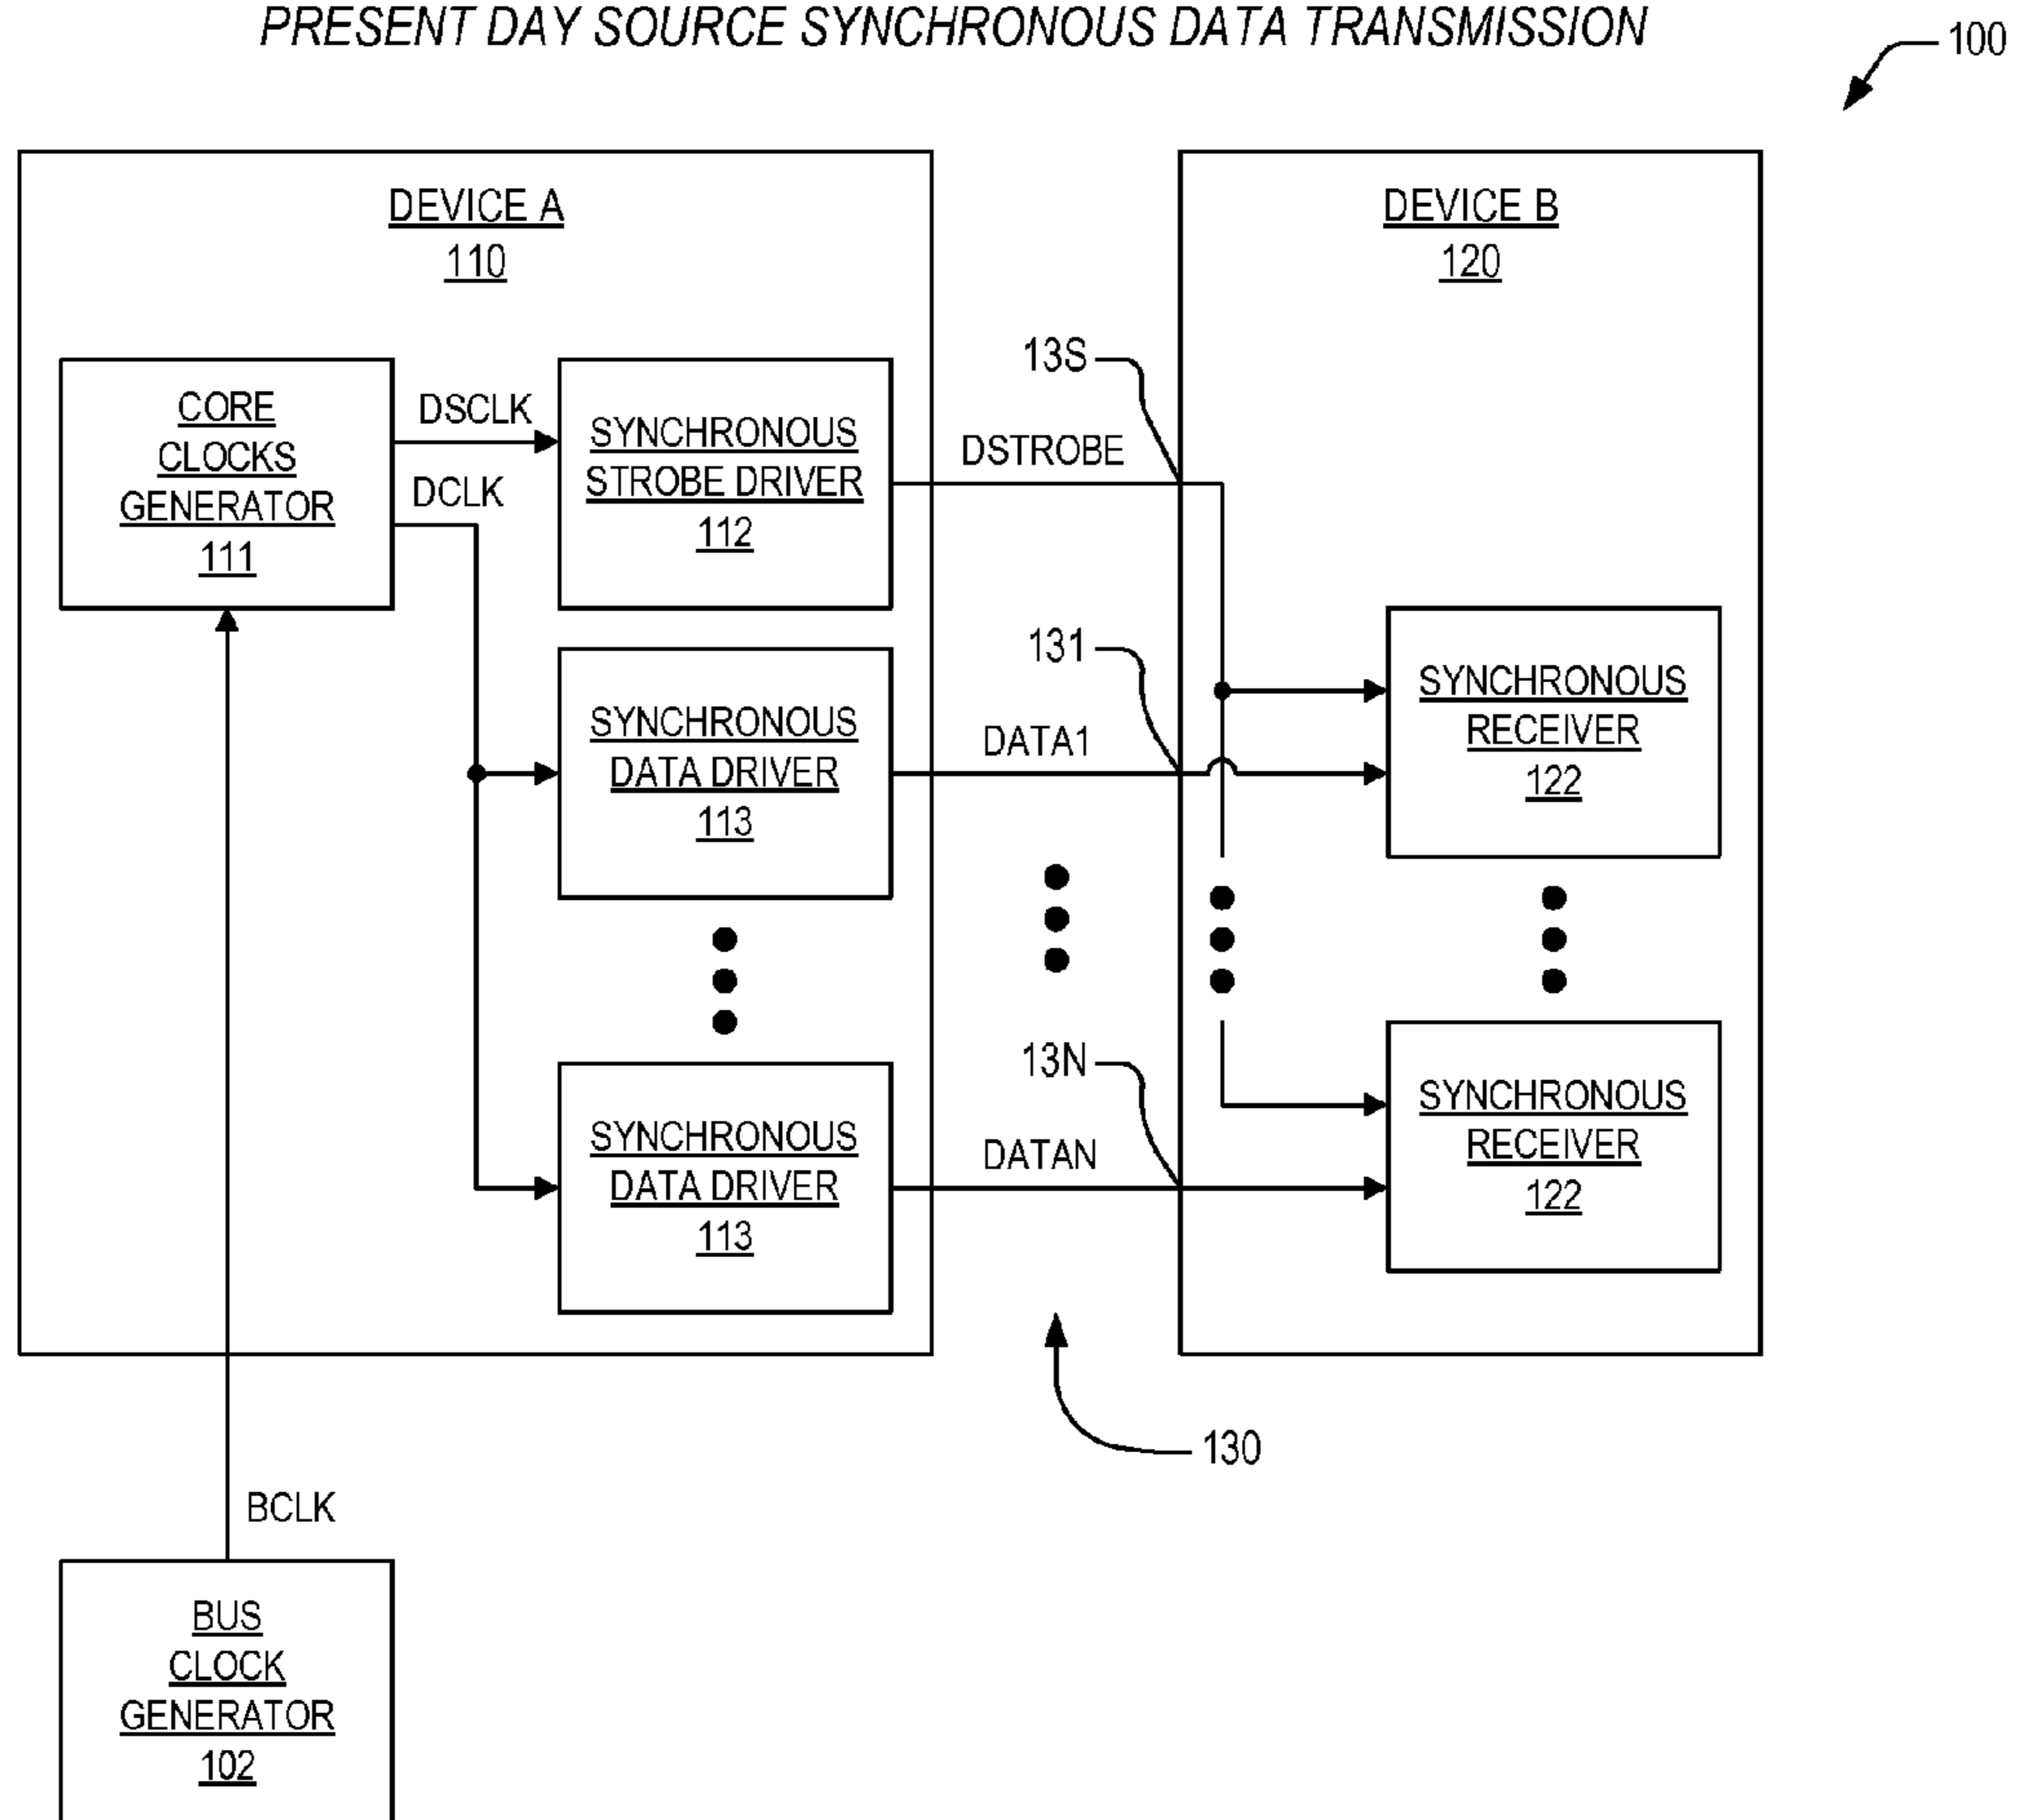 PRESENT DAY SOURCE SYNCHRONOUS DATA TRANSMISSION
100
DEVICE A
110
DEVICE B
120
CORE
CLOCKS
GENERATOR
111
DSCLK
DCLK
SYNCHRONOUS
STROBE DRIVER
112
DSTROBE
13S
SYNCHRONOUS
DATA DRIVER
113
DATA1
131
SYNCHRONOUS
RECEIVER
122
SYNCHRONOUS
DATA DRIVER
113
DATAN
13N
SYNCHRONOUS
RECEIVER
122
130
BCLK
BUS
CLOCK
GENERATOR
102